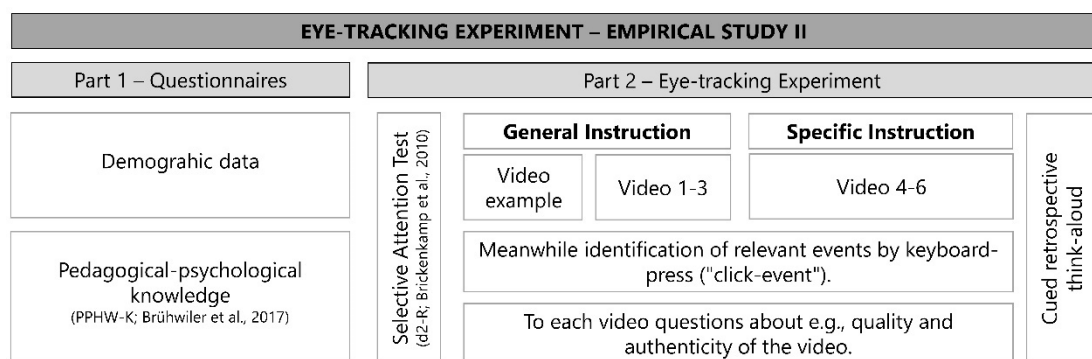 EYE-TRACKING EXPERIMENT – EMPIRICAL STUDY II
Part 1 – Questionnaires
Demograhic data
Pedagogical-psychological
knowledge
(PPHW-K; Brühwiler et al., 2017)
Part 2 – Eye-tracking Experiment
Selective Attention Test
(d2-R; Brickenkamp et al., 2010)
General Instruction
Video
example
Video 1-3
Specific Instruction
Video 4-6
Meanwhile identification of relevant events by keyboard-
press ("click-event").
To each video questions about e.g., quality and
authenticity of the video.
Cued retrospective
think-aloud